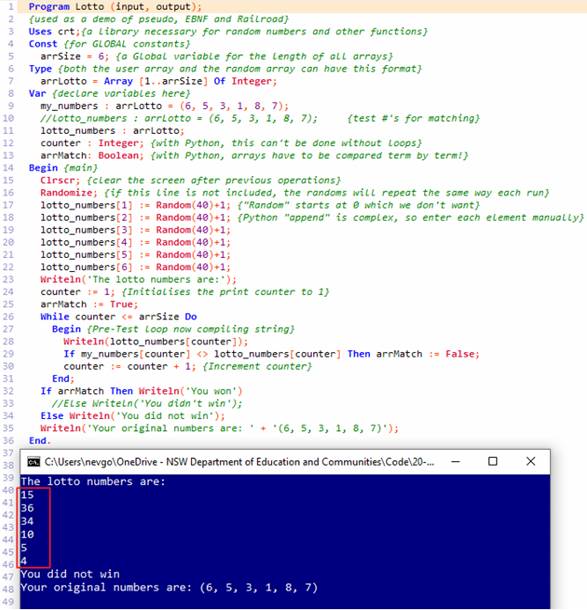 1 Program Lotto (input, output);
2 {used as a demo of pseudo, EBNF and Railroad}
3 Uses crt;{a library necessary for random numbers and other functions}
4 Const {for GLOBAL constants}
5 arrSize = 6; {a Global variable for the length of all arrays}
6 Type {both the user array and the random array can have this format}
7 arrLotto = Array [1..arrSize] Of Integer;
8 Var {declare variables here}
9 my_numbers : arrLotto = (6, 5, 3, 1, 8, 7);
10 //lotto_numbers : arrLotto = (6, 5, 3, 1, 8, 7); {test #'s for matching}
11 lotto_numbers : arrLotto;
12 counter : Integer; {with Python, this can't be done without loops}
13 arrMatch: Boolean; {with Python, arrays have to be compared term by term!}
14 Begin {main}
15 Clrscr; {clear the screen after previous operations}
16 Randomize; {if this line is not included, the randoms will repeat the same way each run}
17 lotto_numbers[1] := Random(40)+1; {"Random" starts at 0 which we don't want}
18 lotto_numbers[2] := Random(40)+1; {Python "append" is complex, so enter each element manually}
19 lotto_numbers[3] := Random(40)+1;
20 lotto_numbers[4] := Random(40)+1;
21 lotto_numbers[5] := Random(40)+1;
22 lotto_numbers[6] := Random(40)+1;
23 Writeln('The lotto numbers are:');
24 counter := 1; {Initialises the print counter to 1}
25 arrMatch := True;
26 While counter <= arrSize Do
27 Begin {Pre-Test loop now compiling string}
28 Writeln(lotto_numbers[counter]);
29 If my_numbers[counter] <> lotto_numbers[counter] Then arrMatch := False;
30 counter := counter + 1; {Increment counter}
31 End;
32 If arrMatch Then Writeln('You won')
33 //Else Writeln('You didn't win');
34 Else Writeln('You did not win');
35 Writeln('Your original numbers are: ' + '(6, 5, 3, 1, 8, 7)');
36 End.
37
38 C:\Users\nevgo\OneDrive - NSW Department of Education and Communities\Code\20-...
39 The lotto numbers are:
40 15
41 36
42 34
43
44 10
45 5
46 4
47 You did not win
48 Your original numbers are: (6, 5, 3, 1, 8, 7)
49